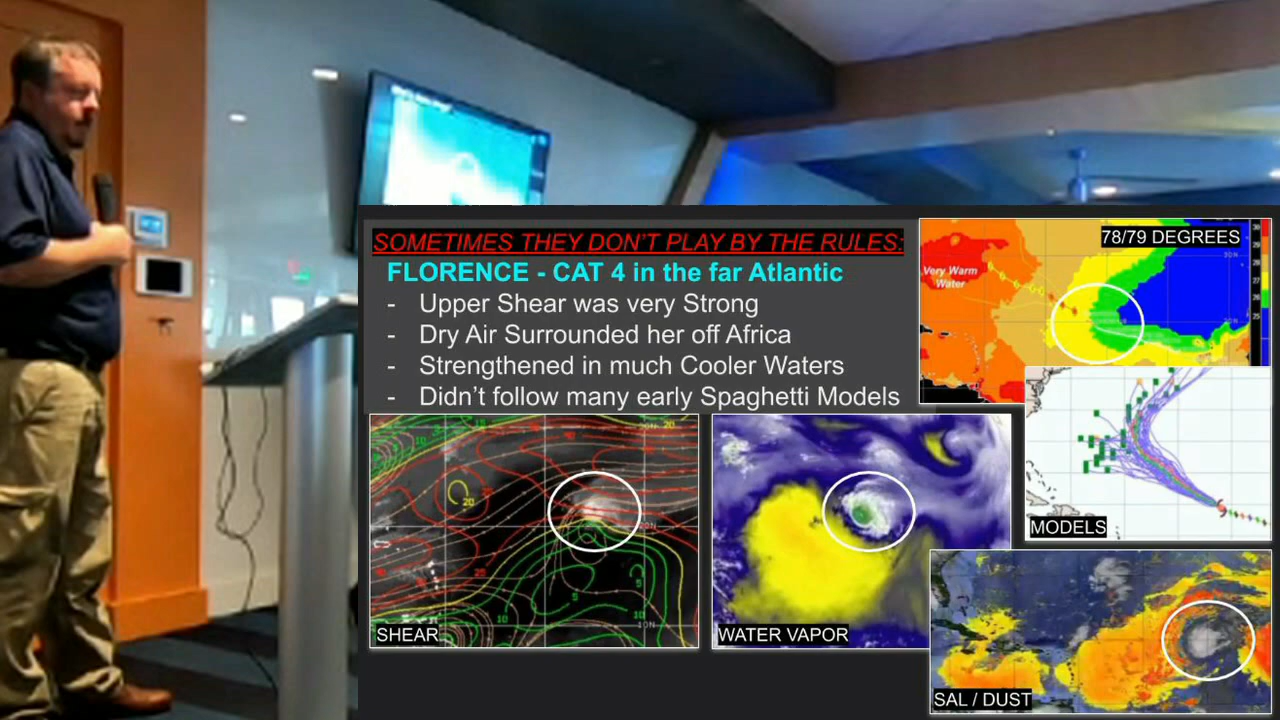 SOMETIMES THEY DON'T PLAY BY THE RULES:
FLORENCE - CAT 4 in the far Atlantic
- Upper Shear was very Strong
- Dry Air Surrounded her off Africa
- Strengthened in much Cooler Waters
- Didn't follow many early Spaghetti Models
78/79 DEGREES
Very Warm
Water
MODELS
SHEAR
WATER VAPOR
SAL / DUST